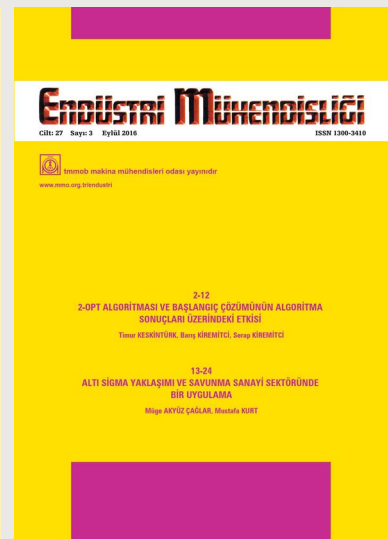 Endüstri Mühendisliği
Cilt: 27 Sayı: 3 Eylül 2016 ISSN 1300-3410
tmmob makina mühendisleri odası yayınıdır
www.mmo.org.tr/endustri
2-12
2-OPT ALGORİTMASI VE BAŞLANGIÇ ÇÖZÜMÜNÜN ALGORİTMA
SONUÇLARI ÜZERİNDEKİ ETKİSİ
Timur KESKİNTÜRK, Barış KİREMİTCİ, Serap KİREMİTCİ
13-24
ALTI SİGMA YAKLAŞIMI VE SAVUNMA SANAYİ SEKTÖRÜNDE
BİR UYGULAMA
Müge AKYÜZ ÇAĞLAR, Mustafa KURT